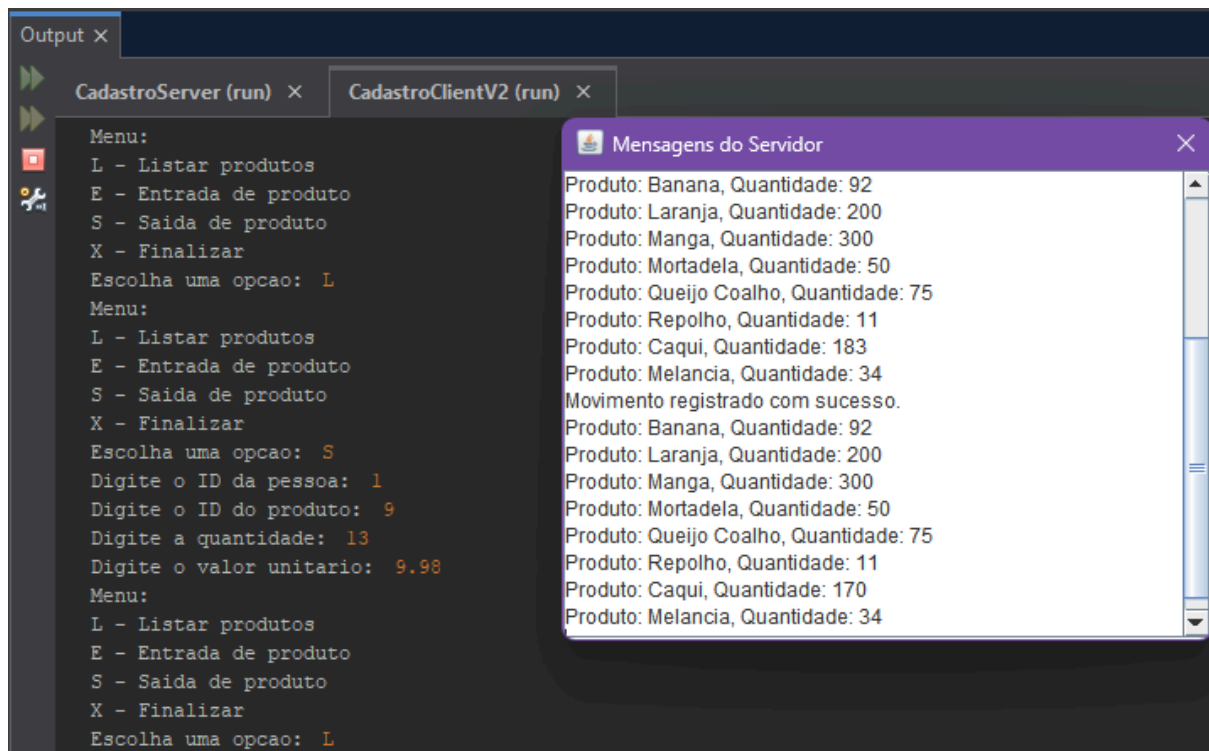 Output ×
CadastroServer (run) ×
CadastroClientV2 (run) ×
Menu:
L - Listar produtos
E - Entrada de produto
S - Saida de produto
X - Finalizar
Escolha uma opcao: L
Menu:
L - Listar produtos
E - Entrada de produto
S - Saida de produto
X - Finalizar
Escolha uma opcao: S
Digite o ID da pessoa: 1
Digite o ID do produto: 9
Digite a quantidade: 13
Digite o valor unitario: 9.98
Menu:
L - Listar produtos
E - Entrada de produto
S - Saida de produto
X - Finalizar
Escolha uma opcao: L
Mensagens do Servidor
Produto: Banana, Quantidade: 92
Produto: Laranja, Quantidade: 200
Produto: Manga, Quantidade: 300
Produto: Mortadela, Quantidade: 50
Produto: Queijo Coalho, Quantidade: 75
Produto: Repolho, Quantidade: 11
Produto: Caqui, Quantidade: 183
Produto: Melancia, Quantidade: 34
Movimento registrado com sucesso.
Produto: Banana, Quantidade: 92
Produto: Laranja, Quantidade: 200
Produto: Manga, Quantidade: 300
Produto: Mortadela, Quantidade: 50
Produto: Queijo Coalho, Quantidade: 75
Produto: Repolho, Quantidade: 11
Produto: Caqui, Quantidade: 170
Produto: Melancia, Quantidade: 34